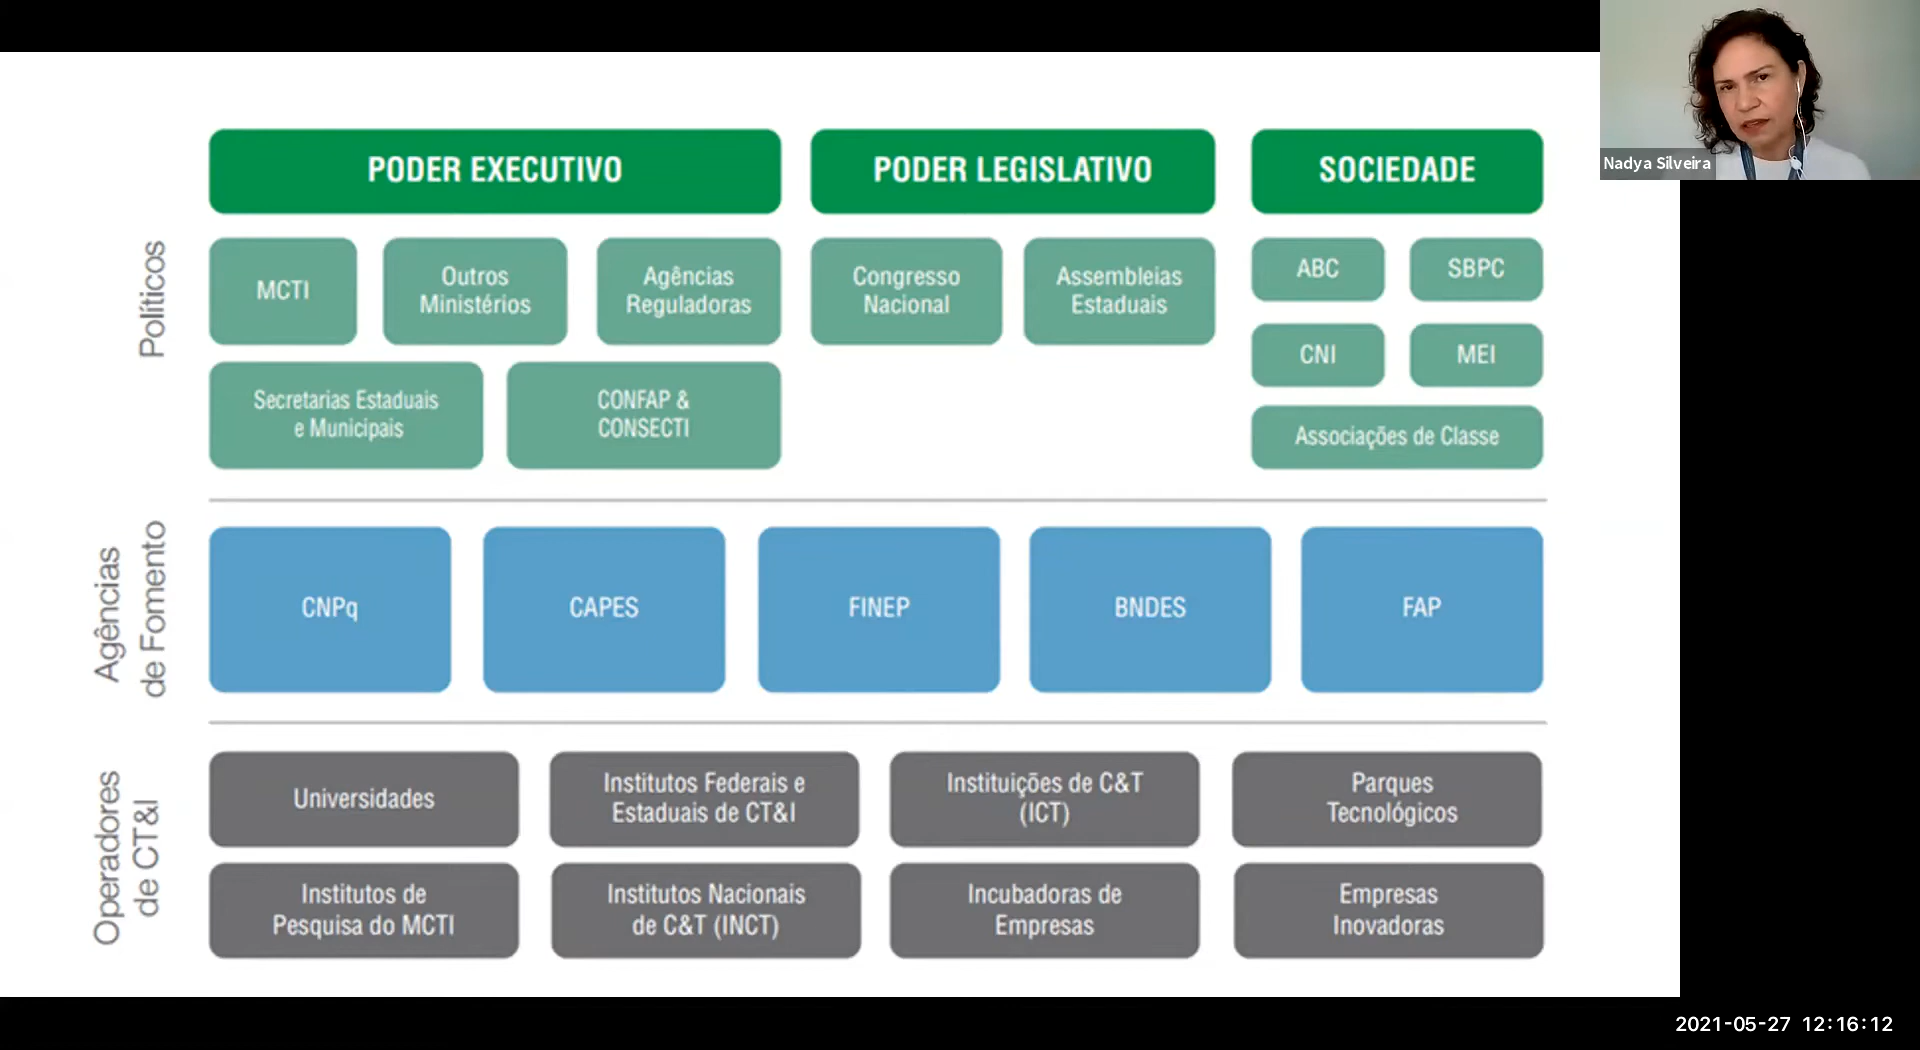 PODER EXECUTIVO
PODER LEGISLATIVO
SOCIEDADE
Nadya Silveira
Políticos
MCTI
Outros
Ministérios
Agências
Reguladoras
Congresso
Nacional
Assembleias
Estaduais
ABC
SBPC
CNI
MEI
Secretarias Estaduais
e Municipais
CONFAP &
CONSECTI
Associações de Classe
Agências
de Fomento
CNPq
CAPES
FINEP
BNDES
FAP
Operadores
de CT&I
Universidades
Institutos Federais e
Estaduais de CT&I
Instituições de C&T
(ICT)
Parques
Tecnológicos
Institutos de
Pesquisa do MCTI
Institutos Nacionais
de C&T (INCT)
Incubadoras de
Empresas
Empresas
Inovadoras
2021-05-27 12:16:12